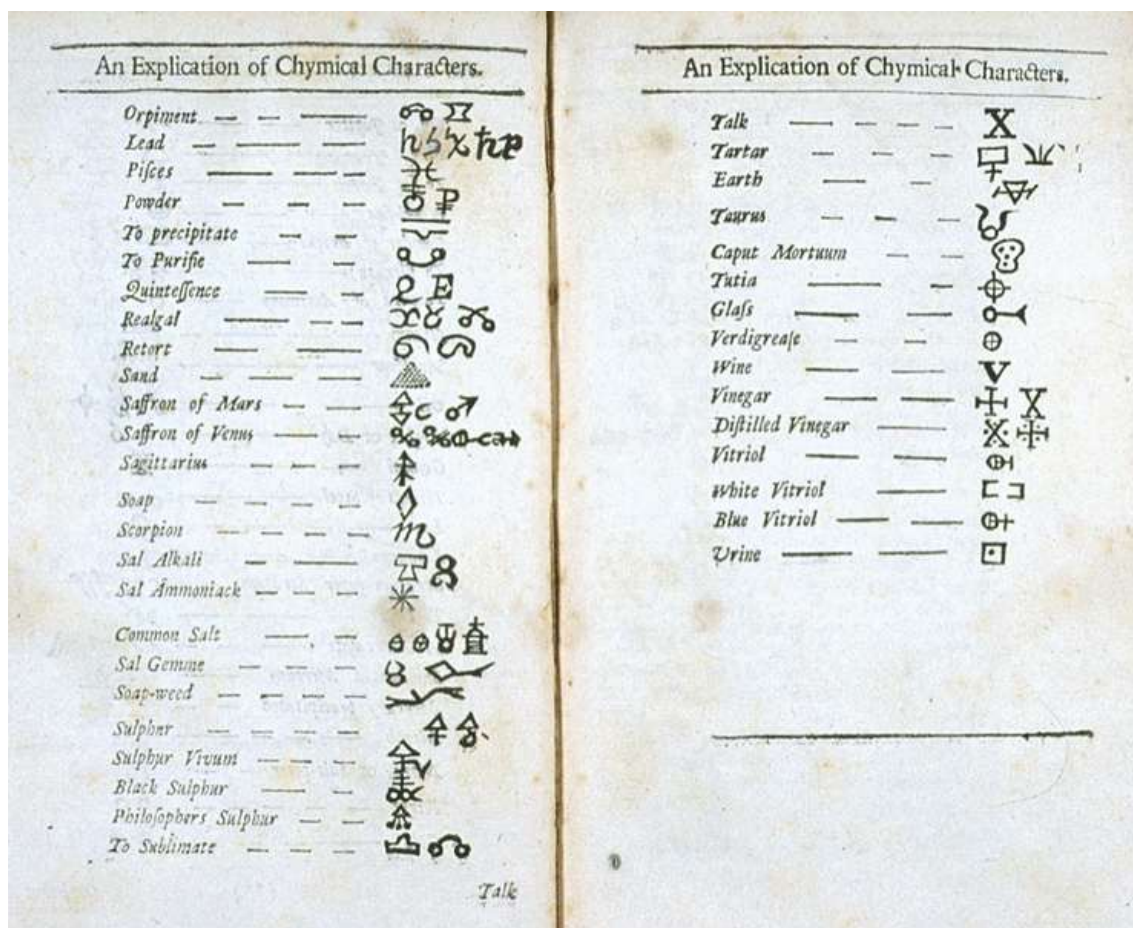 An Explication of Chymical Characters.
Orpiment
Lead
Piſces
Powder
To precipitate
To Purifie
Quinteſſence
Realgal
Retort
Sand
Saffron of Mars
Saffron of Venus
Sagittarius
Soap
Scorpion
Sal Alkali
Sal Ammoniack
Common Salt
Sal Gemme
Soap-weed
Sulphur
Sulphur Vivum
Black Sulphur
Philoſophers Sulphur
To Sublimate
Talk
An Explication of Chymical Characters.
Talk
Tartar
Earth
Taurus
Caput Mortuum
Tutia
Glaſs
Verdigreaſe
Wine
Vinegar
Diſtilled Vinegar
Vitriol
White Vitriol
Blue Vitriol
Urine